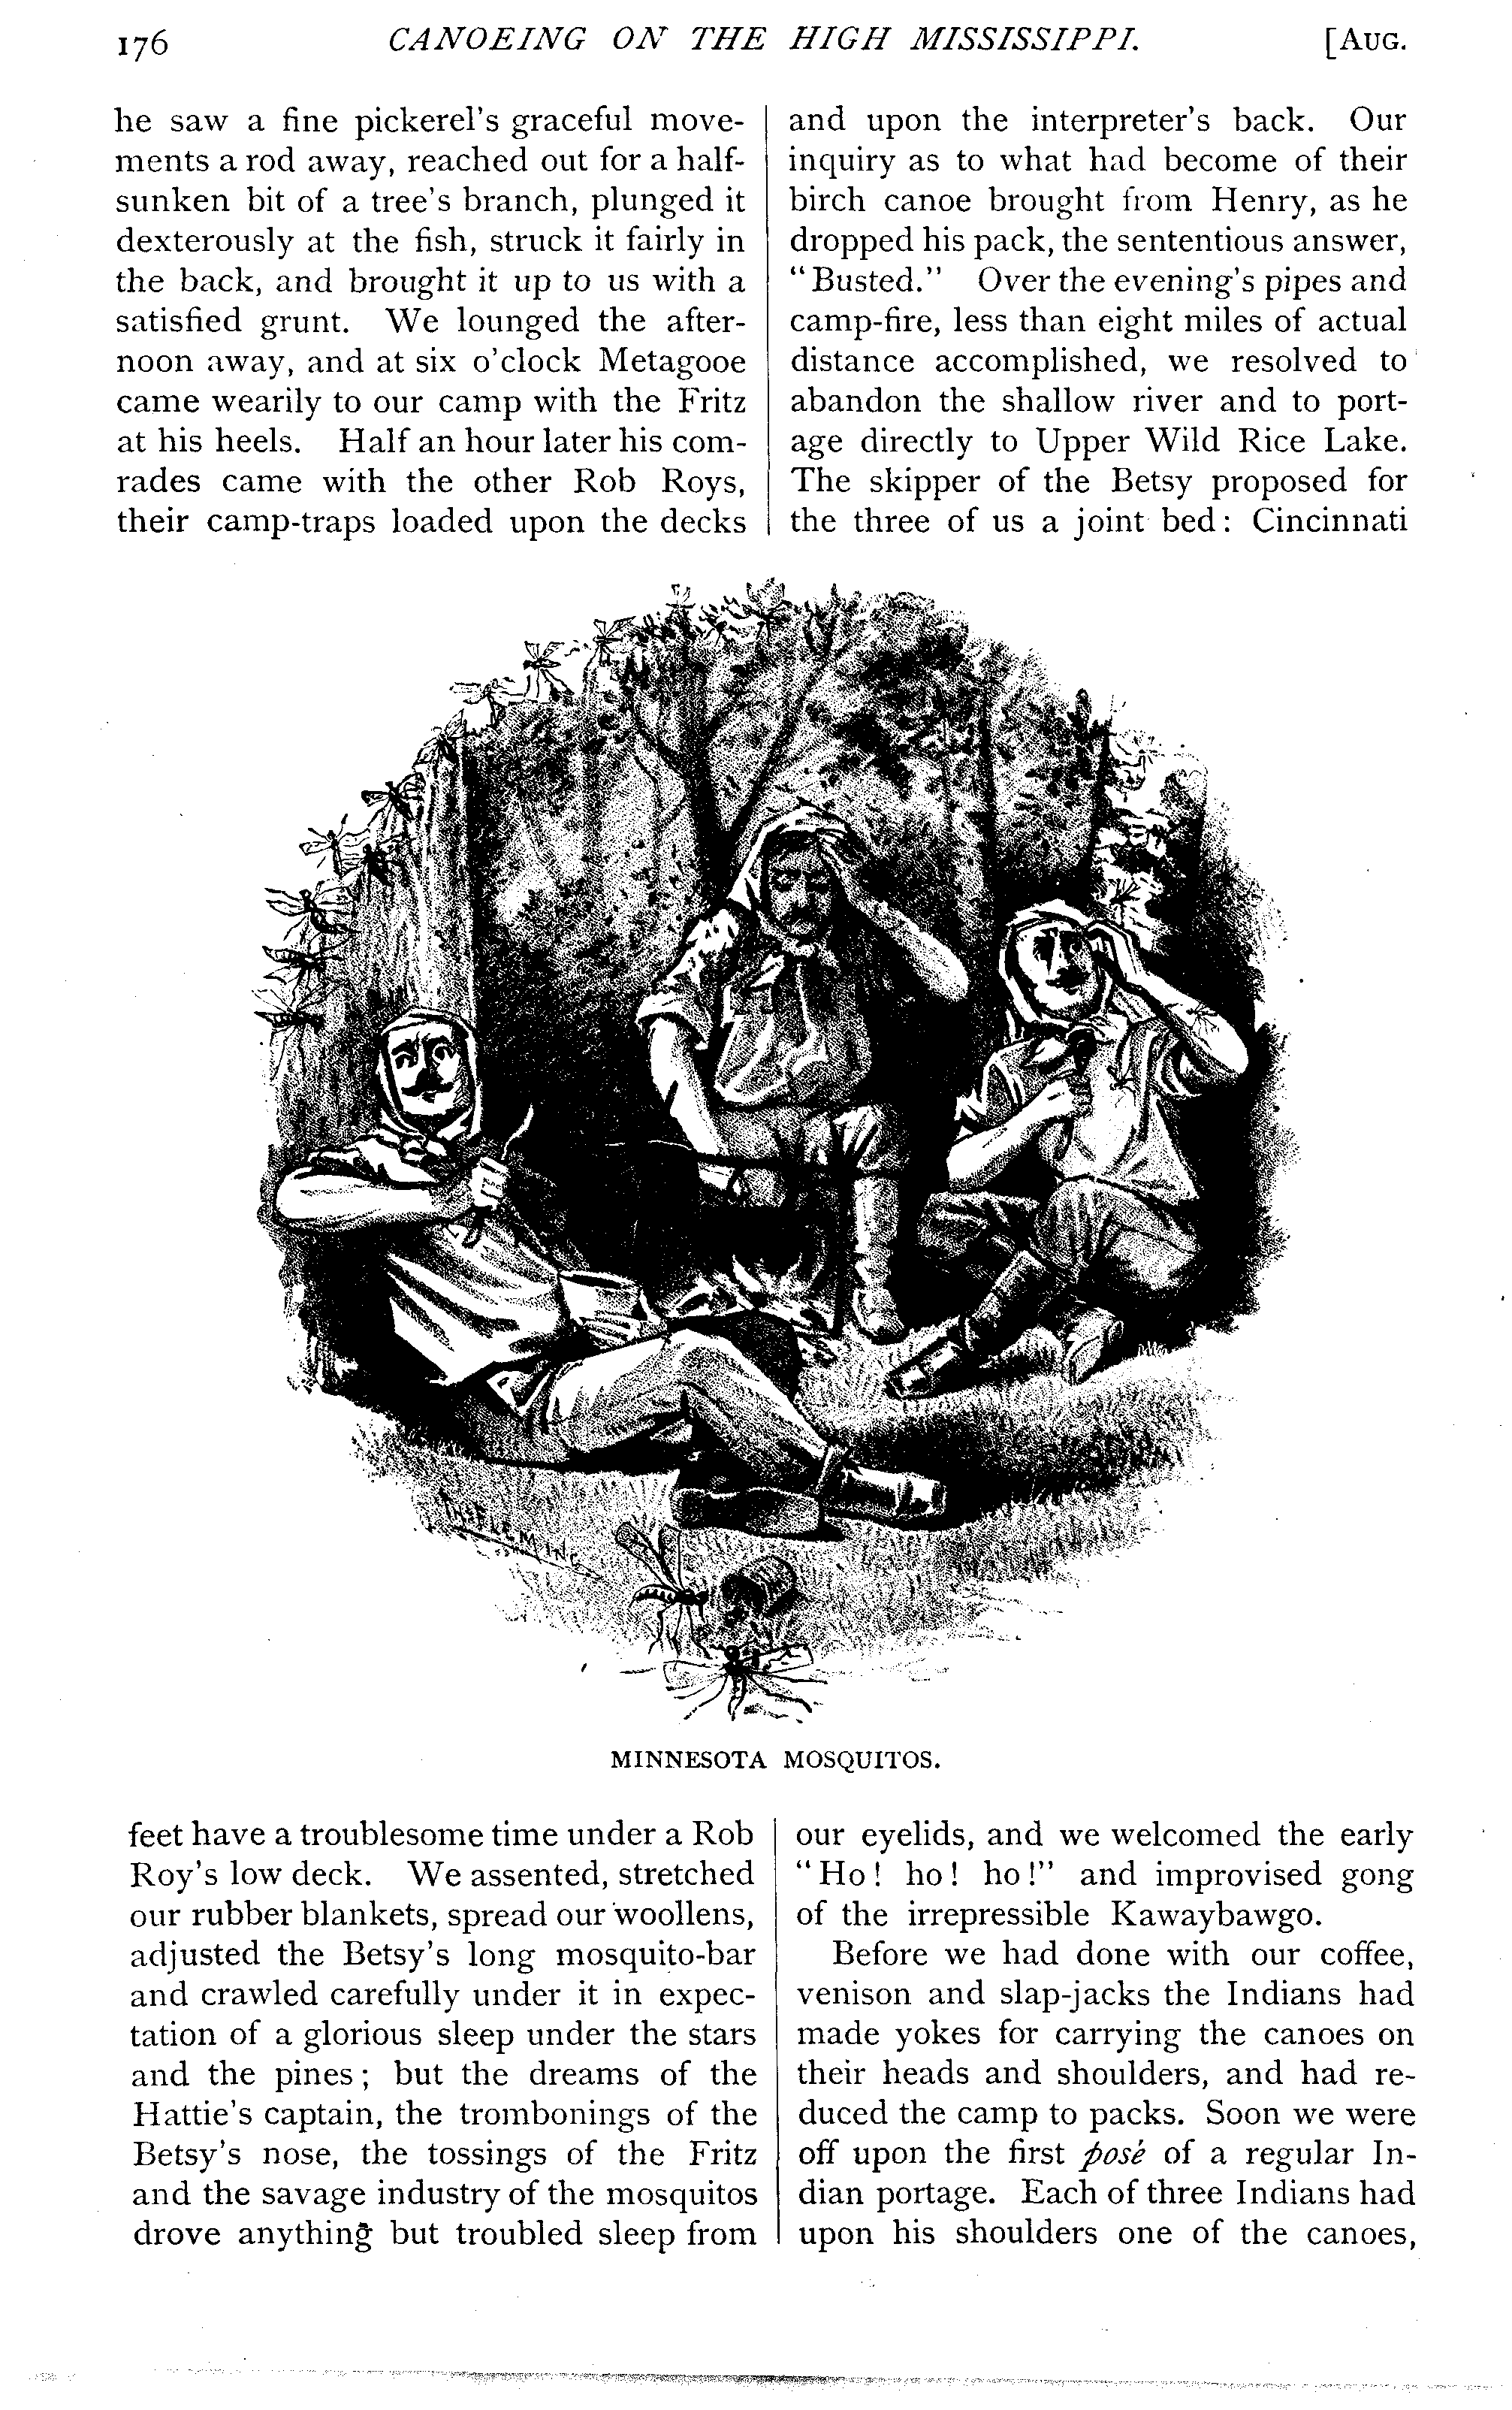 176
CANOEING ON THE HIGH MISSISSIPPI.
[AUG.
he saw a fine pickerel's graceful move-
ments a rod away, reached out for a half-
sunken bit of a tree's branch, plunged it
dexterously at the fish, struck it fairly in
the back, and brought it up to us with a
satisfied grunt. We lounged the after-
noon away, and at six o'clock Metagooe
came wearily to our camp with the Fritz
at his heels. Half an hour later his com-
rades came with the other Rob Roys,
their camp-traps loaded upon the decks
and upon the interpreter's back. Our
inquiry as to what had become of their
birch canoe brought from Henry, as he
dropped his pack, the sententious answer,
"Busted." Over the evening's pipes and
camp-fire, less than eight miles of actual
distance accomplished, we resolved to
abandon the shallow river and to port-
age directly to Upper Wild Rice Lake.
The skipper of the Betsy proposed for
the three of us a joint bed: Cincinnati
FLEMING
MINNESOTA MOSQUITOS.
feet have a troublesome time under a Rob
Roy's low deck. We assented, stretched
our rubber blankets, spread our woollens,
adjusted the Betsy's long mosquito-bar
and crawled carefully under it in expec-
tation of a glorious sleep under the stars
and the pines; but the dreams of the
Hattie's captain, the trombonings of the
Betsy's nose, the tossings of the Fritz
and the savage industry of the mosquitos
drove anything but troubled sleep from
our eyelids, and we welcomed the early
"Ho! ho! ho!" and improvised gong
of the irrepressible Kawaybawgo.
Before we had done with our coffee,
venison and slap-jacks the Indians had
made yokes for carrying the canoes on
their heads and shoulders, and had re-
duced the camp to packs. Soon we were
off upon the first posé of a regular In-
dian portage. Each of three Indians had
upon his shoulders one of the canoes,